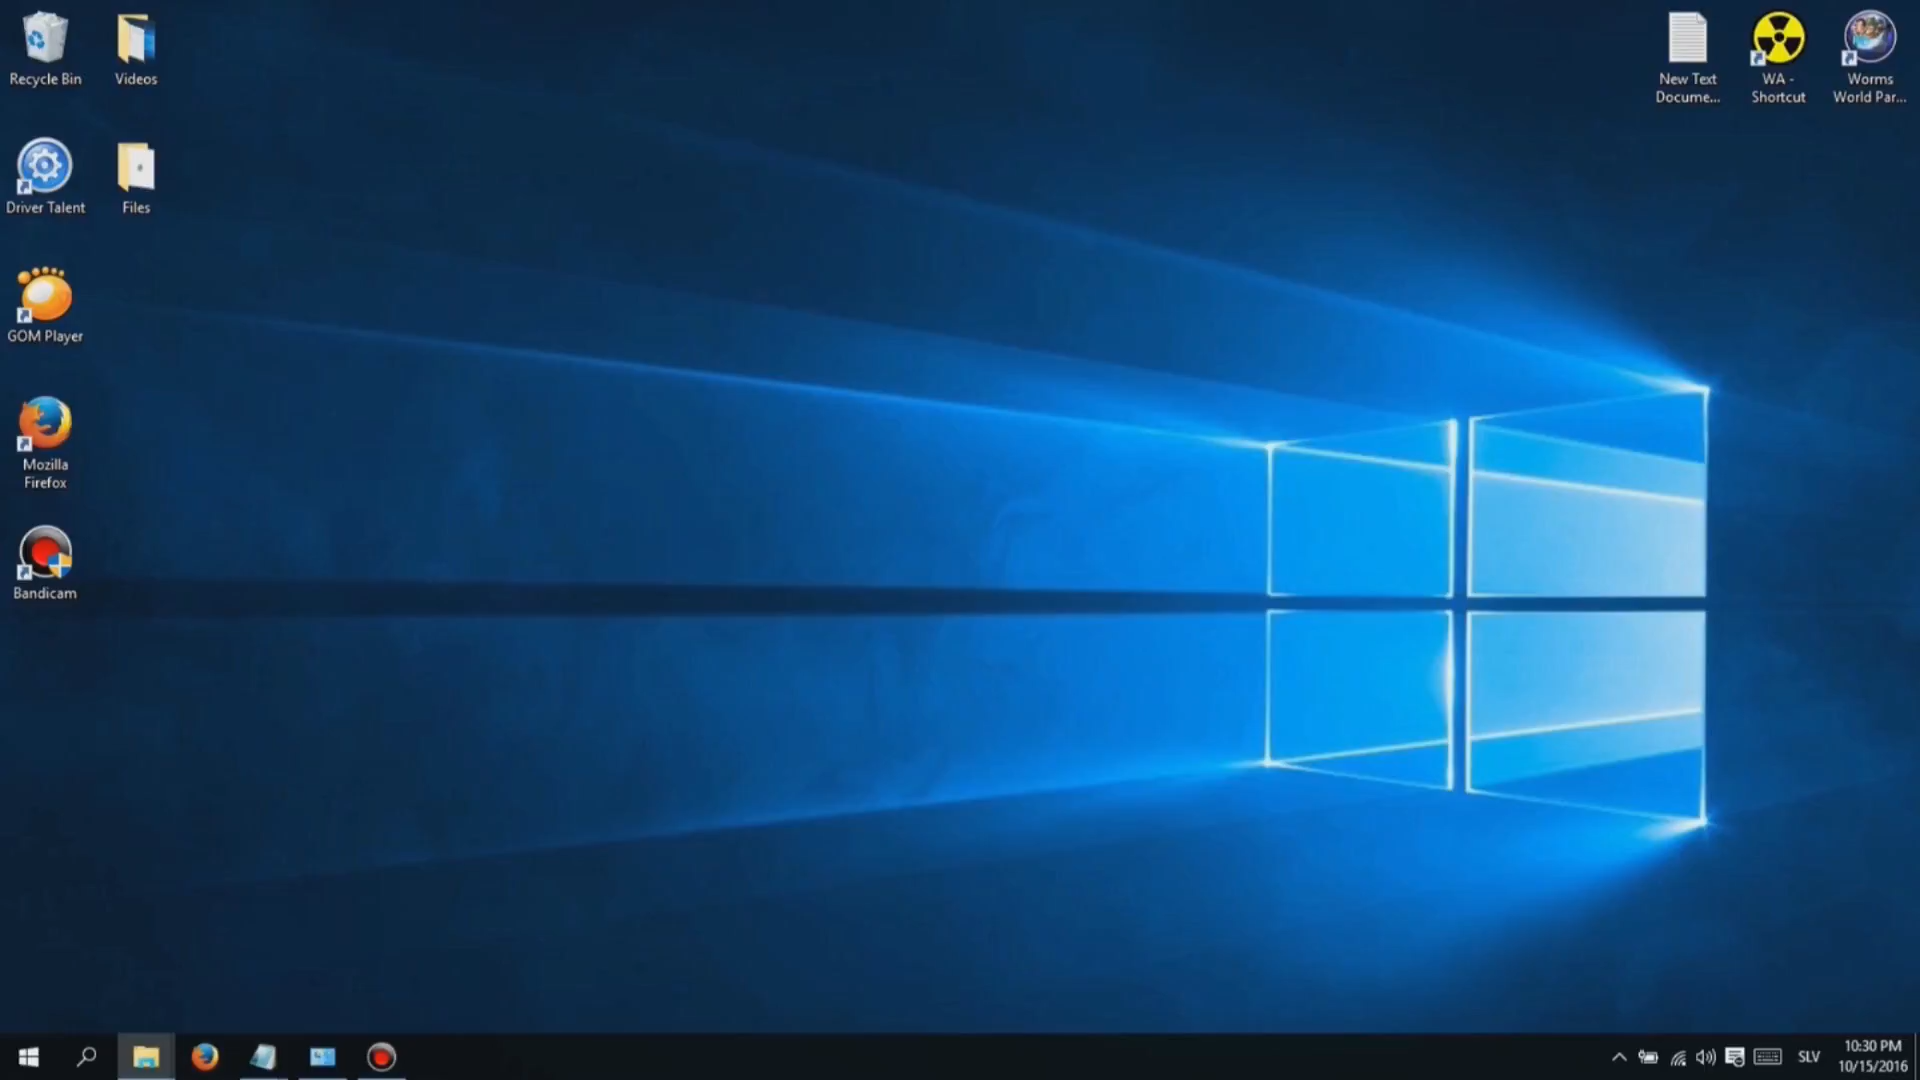 Recycle Bin
Videos
New Text
Docume...
WA -
Shortcut
Worms
World Par...
Driver Talent
Files
GOM Player
Mozilla
Firefox
Bandicam
SLV
10:30 PM
10/15/2016